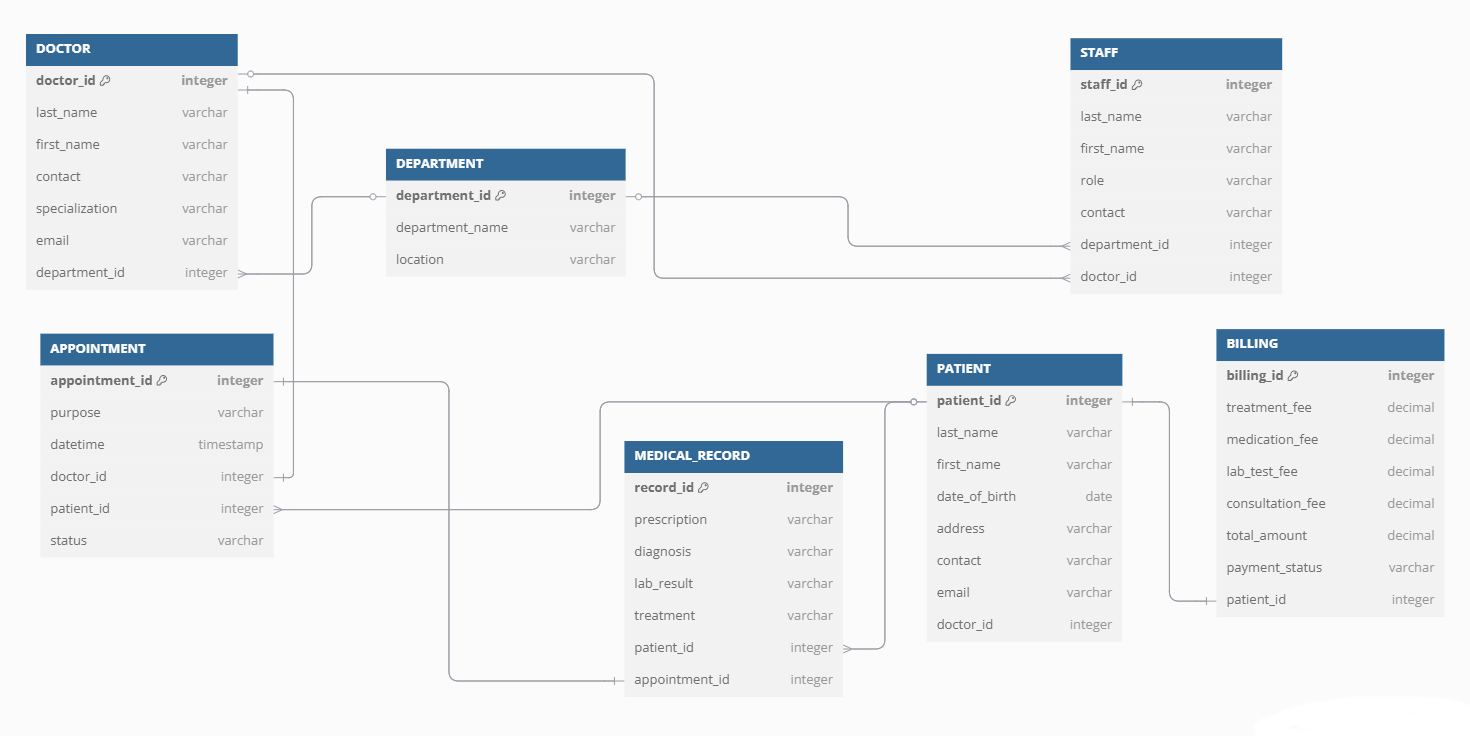 DOCTOR
doctor_id integer
last_name varchar
first_name varchar
contact varchar
specialization varchar
email varchar
department_id integer
DEPARTMENT
department_id integer
department_name varchar
location varchar
STAFF
staff_id integer
last_name varchar
first_name varchar
role varchar
contact varchar
department_id integer
doctor_id integer
APPOINTMENT
appointment_id integer
purpose varchar
datetime timestamp
doctor_id integer
patient_id integer
status varchar
MEDICAL_RECORD
record_id integer
prescription varchar
diagnosis varchar
lab_result varchar
treatment varchar
patient_id integer
appointment_id integer
PATIENT
patient_id integer
last_name varchar
first_name varchar
date_of_birth date
address varchar
contact varchar
email varchar
doctor_id integer
BILLING
billing_id integer
treatment_fee decimal
medication_fee decimal
lab_test_fee decimal
consultation_fee decimal
total_amount decimal
payment_status varchar
patient_id integer